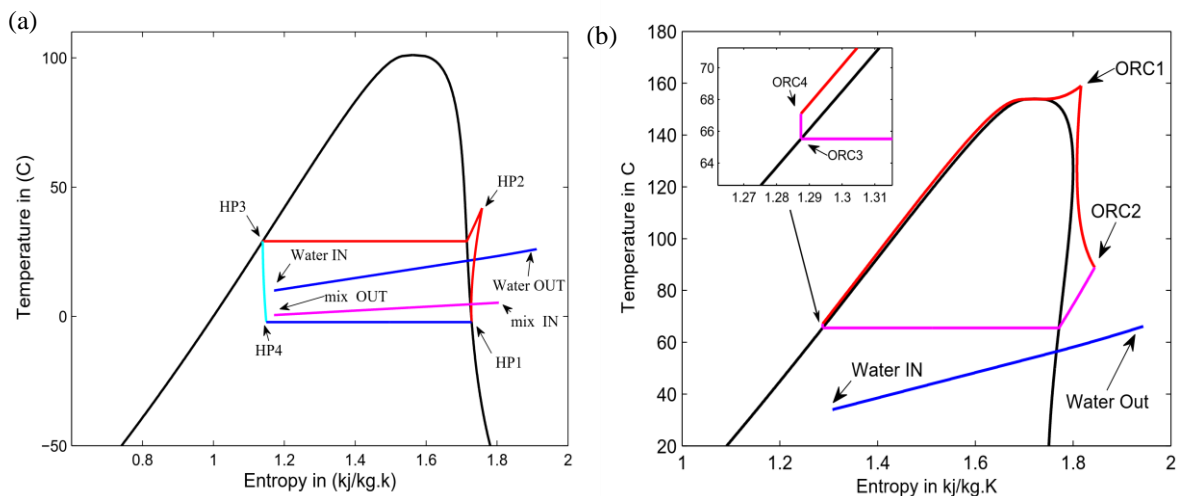 (a)
100
50
0
−50
0.8
1
1.2
1.4
1.6
1.8
2
Temperature in (C)
Entropy in (kj/kg.k)
HP2
HP3
Water IN
Water OUT
mix OUT
mix IN
HP4
HP1
(b)
180
160
140
120
100
80
60
40
20
1
1.2
1.4
1.6
1.8
2
Temperature in C
Entropy in kj/kg.K
70
68
66
64
1.27
1.28
1.29
1.3
1.31
ORC4
ORC3
ORC1
ORC2
Water IN
Water Out